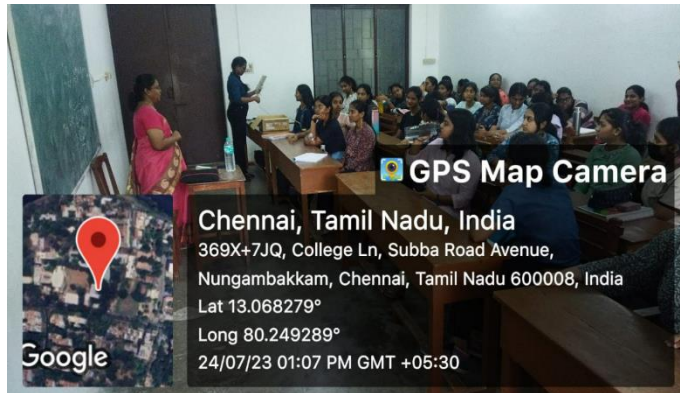 GPS Map Camera
Chennai, Tamil Nadu, India
369X+7JQ, College Ln, Subba Road Avenue,
Nungambakkam, Chennai, Tamil Nadu 600008, India
Lat 13.068279°
Long 80.249289°
24/07/23 01:07 PM GMT +05:30
Google